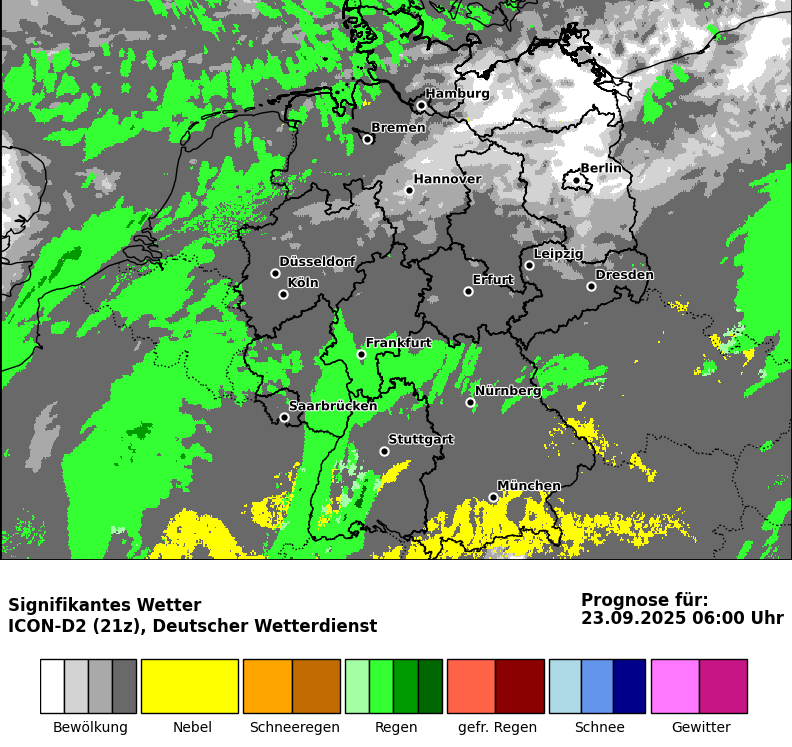 Hamburg
Bremen
Berlin
Hannover
Leipzig
Düsseldorf
Dresden
Köln
Erfurt
Frankfurt
Nürnberg
Saarbrücken
Stuttgart
München
Signifikantes Wetter
ICON-D2 (21z), Deutscher Wetterdienst
Prognose für:
23.09.2025 06:00 Uhr
Bewölkung
Nebel
Schneeregen
Regen
gefr. Regen
Schnee
Gewitter